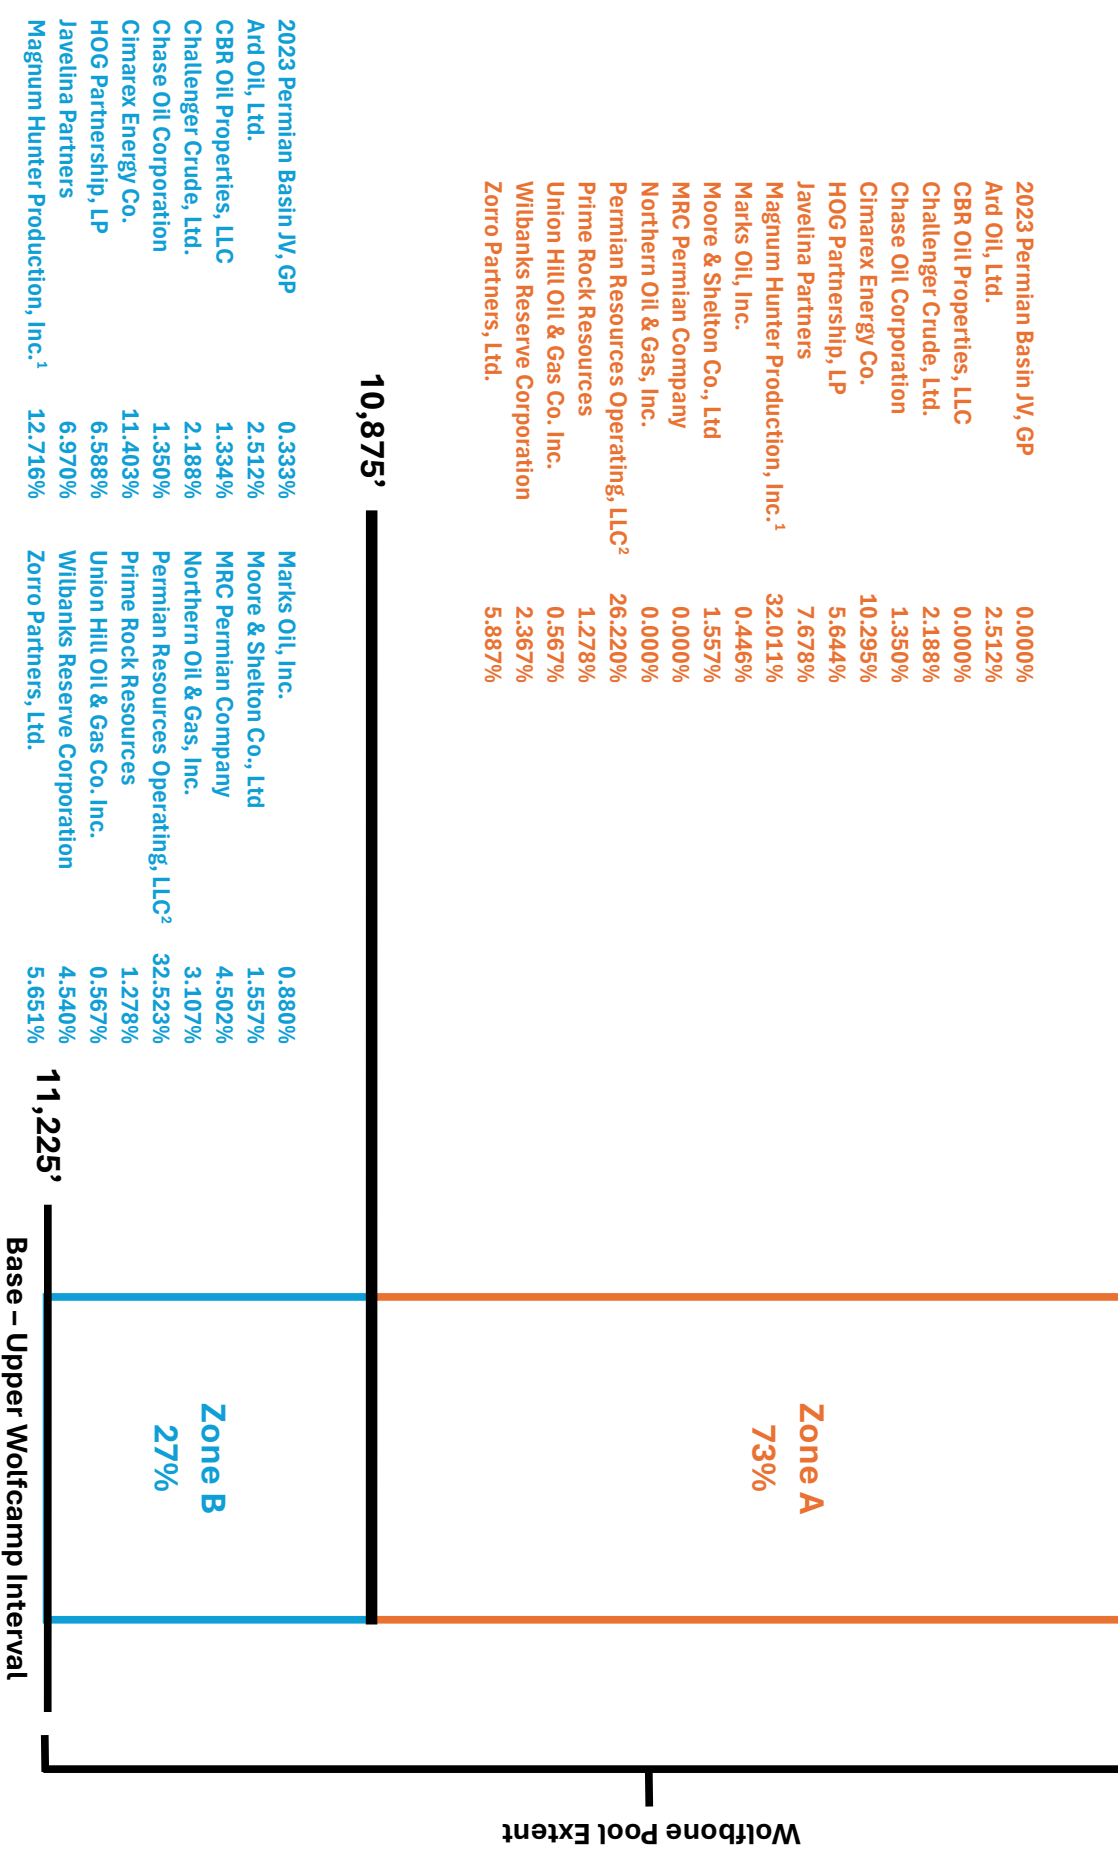 2023 Permian Basin JV, GP 0.000%
Ard Oil, Ltd. 2.512%
CBR Oil Properties, LLC 0.000%
Challenger Crude, Ltd. 2.188%
Chase Oil Corporation 1.350%
Cimarex Energy Co. 10.295%
HOG Partnership, LP 5.644%
Javelina Partners 7.678%
Magnum Hunter Production, Inc.¹ 32.011%
Marks Oil, Inc. 0.446%
Moore & Shelton Co., Ltd 1.557%
MRC Permian Company 0.000%
Northern Oil & Gas, Inc. 0.000%
Permian Resources Operating, LLC² 26.220%
Prime Rock Resources 1.278%
Union Hill Oil & Gas Co. Inc. 0.567%
Wilbanks Reserve Corporation 2.367%
Zorro Partners, Ltd. 5.887%
Zone A
73%
10,875’
2023 Permian Basin JV, GP 0.333% Marks Oil, Inc. 0.880%
Ard Oil, Ltd. 2.512% Moore & Shelton Co., Ltd 1.557%
CBR Oil Properties, LLC 1.334% MRC Permian Company 4.502%
Challenger Crude, Ltd. 2.188% Northern Oil & Gas, Inc. 3.107%
Chase Oil Corporation 1.350% Permian Resources Operating, LLC² 32.523%
Cimarex Energy Co. 11.403% Prime Rock Resources 1.278%
HOG Partnership, LP 6.588% Union Hill Oil & Gas Co. Inc. 0.567%
Javelina Partners 6.970% Wilbanks Reserve Corporation 4.540%
Magnum Hunter Production, Inc.¹ 12.716% Zorro Partners, Ltd. 5.651%
Zone B
27%
11,225’
Base – Upper Wolfcamp Interval
Wolfbone Pool Extent